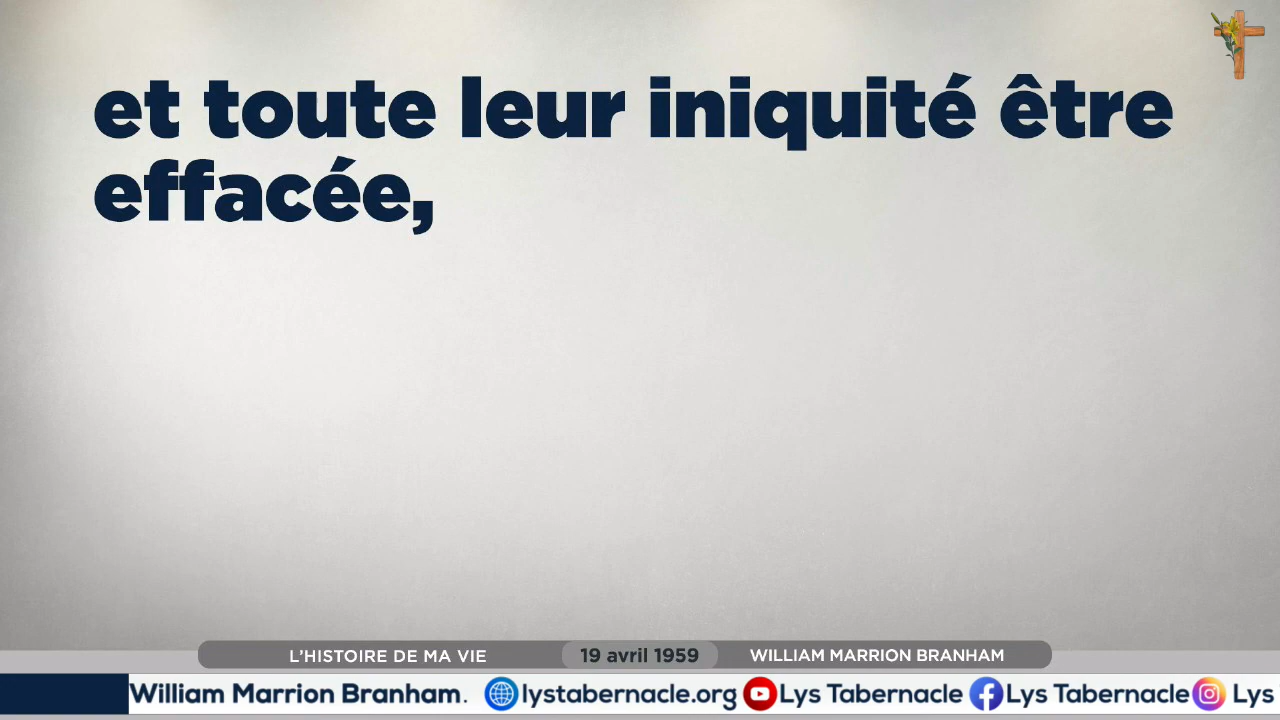 et toute leur iniquité être
effacée,
L'HISTOIRE DE MA VIE 19 avril 1959 WILLIAM MARRION BRANHAM
William Marrion Branham. lystabernacle.org Lys Tabernacle Lys Tabernacle Lys T